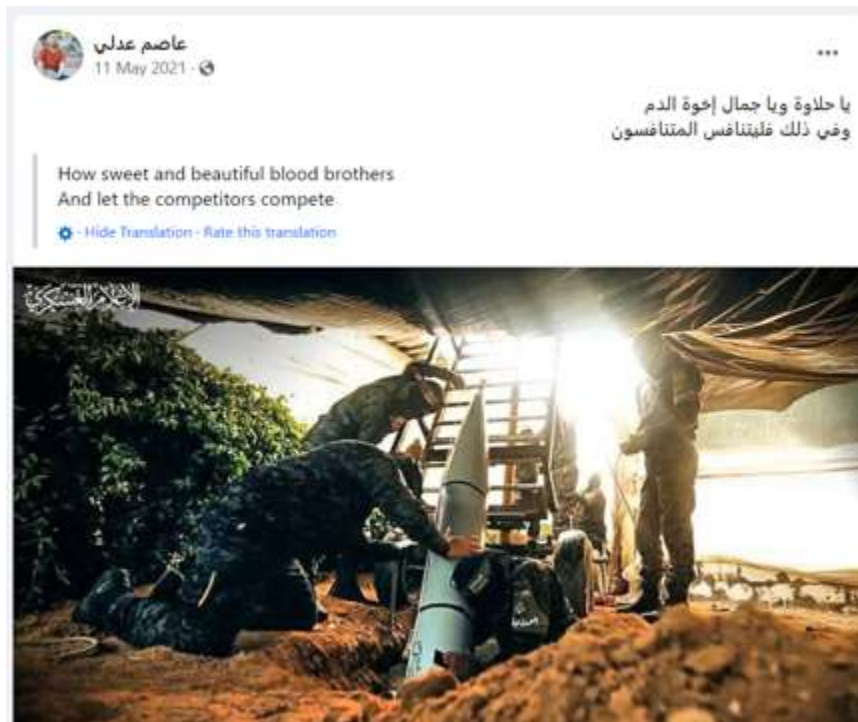 عاصم عدلي
11 May 2021 ·
يا حلاوة ويا جمال إخوة الدم
وفي ذلك فليتنافس المتنافسون
How sweet and beautiful blood brothers
And let the competitors compete
· Hide Translation · Rate this translation
الإعلام العسكري